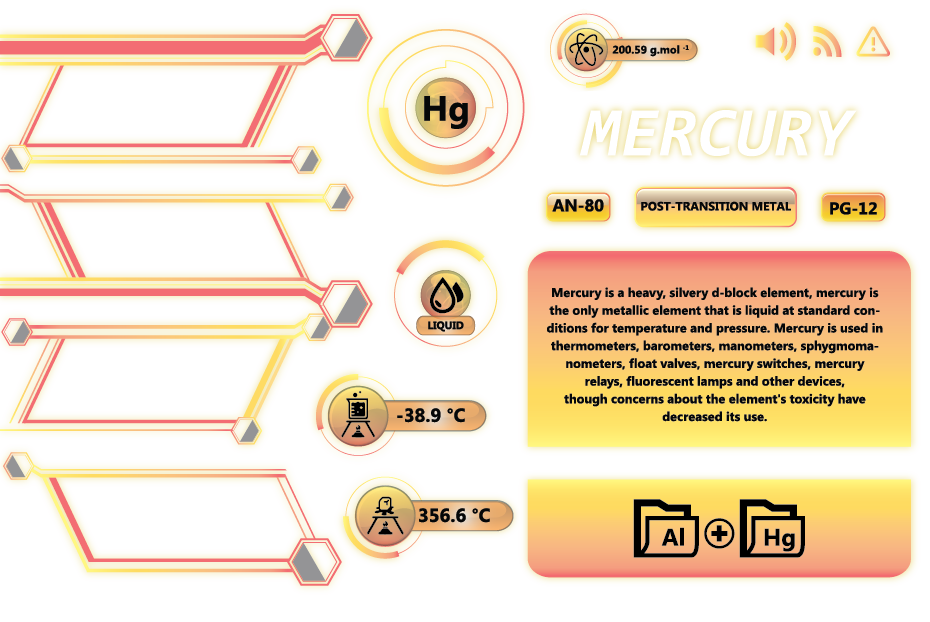 Hg
200.59 g.mol -1
MERCURY
AN-80
POST-TRANSITION METAL
PG-12
LIQUID
Mercury is a heavy, silvery d-block element, mercury is
the only metallic element that is liquid at standard con-
ditions for temperature and pressure. Mercury is used in
thermometers, barometers, manometers, sphygmoma-
nometers, float valves, mercury switches, mercury
relays, fluorescent lamps and other devices,
though concerns about the element's toxicity have
decreased its use.
-38.9 °C
356.6 °C
Al
Hg